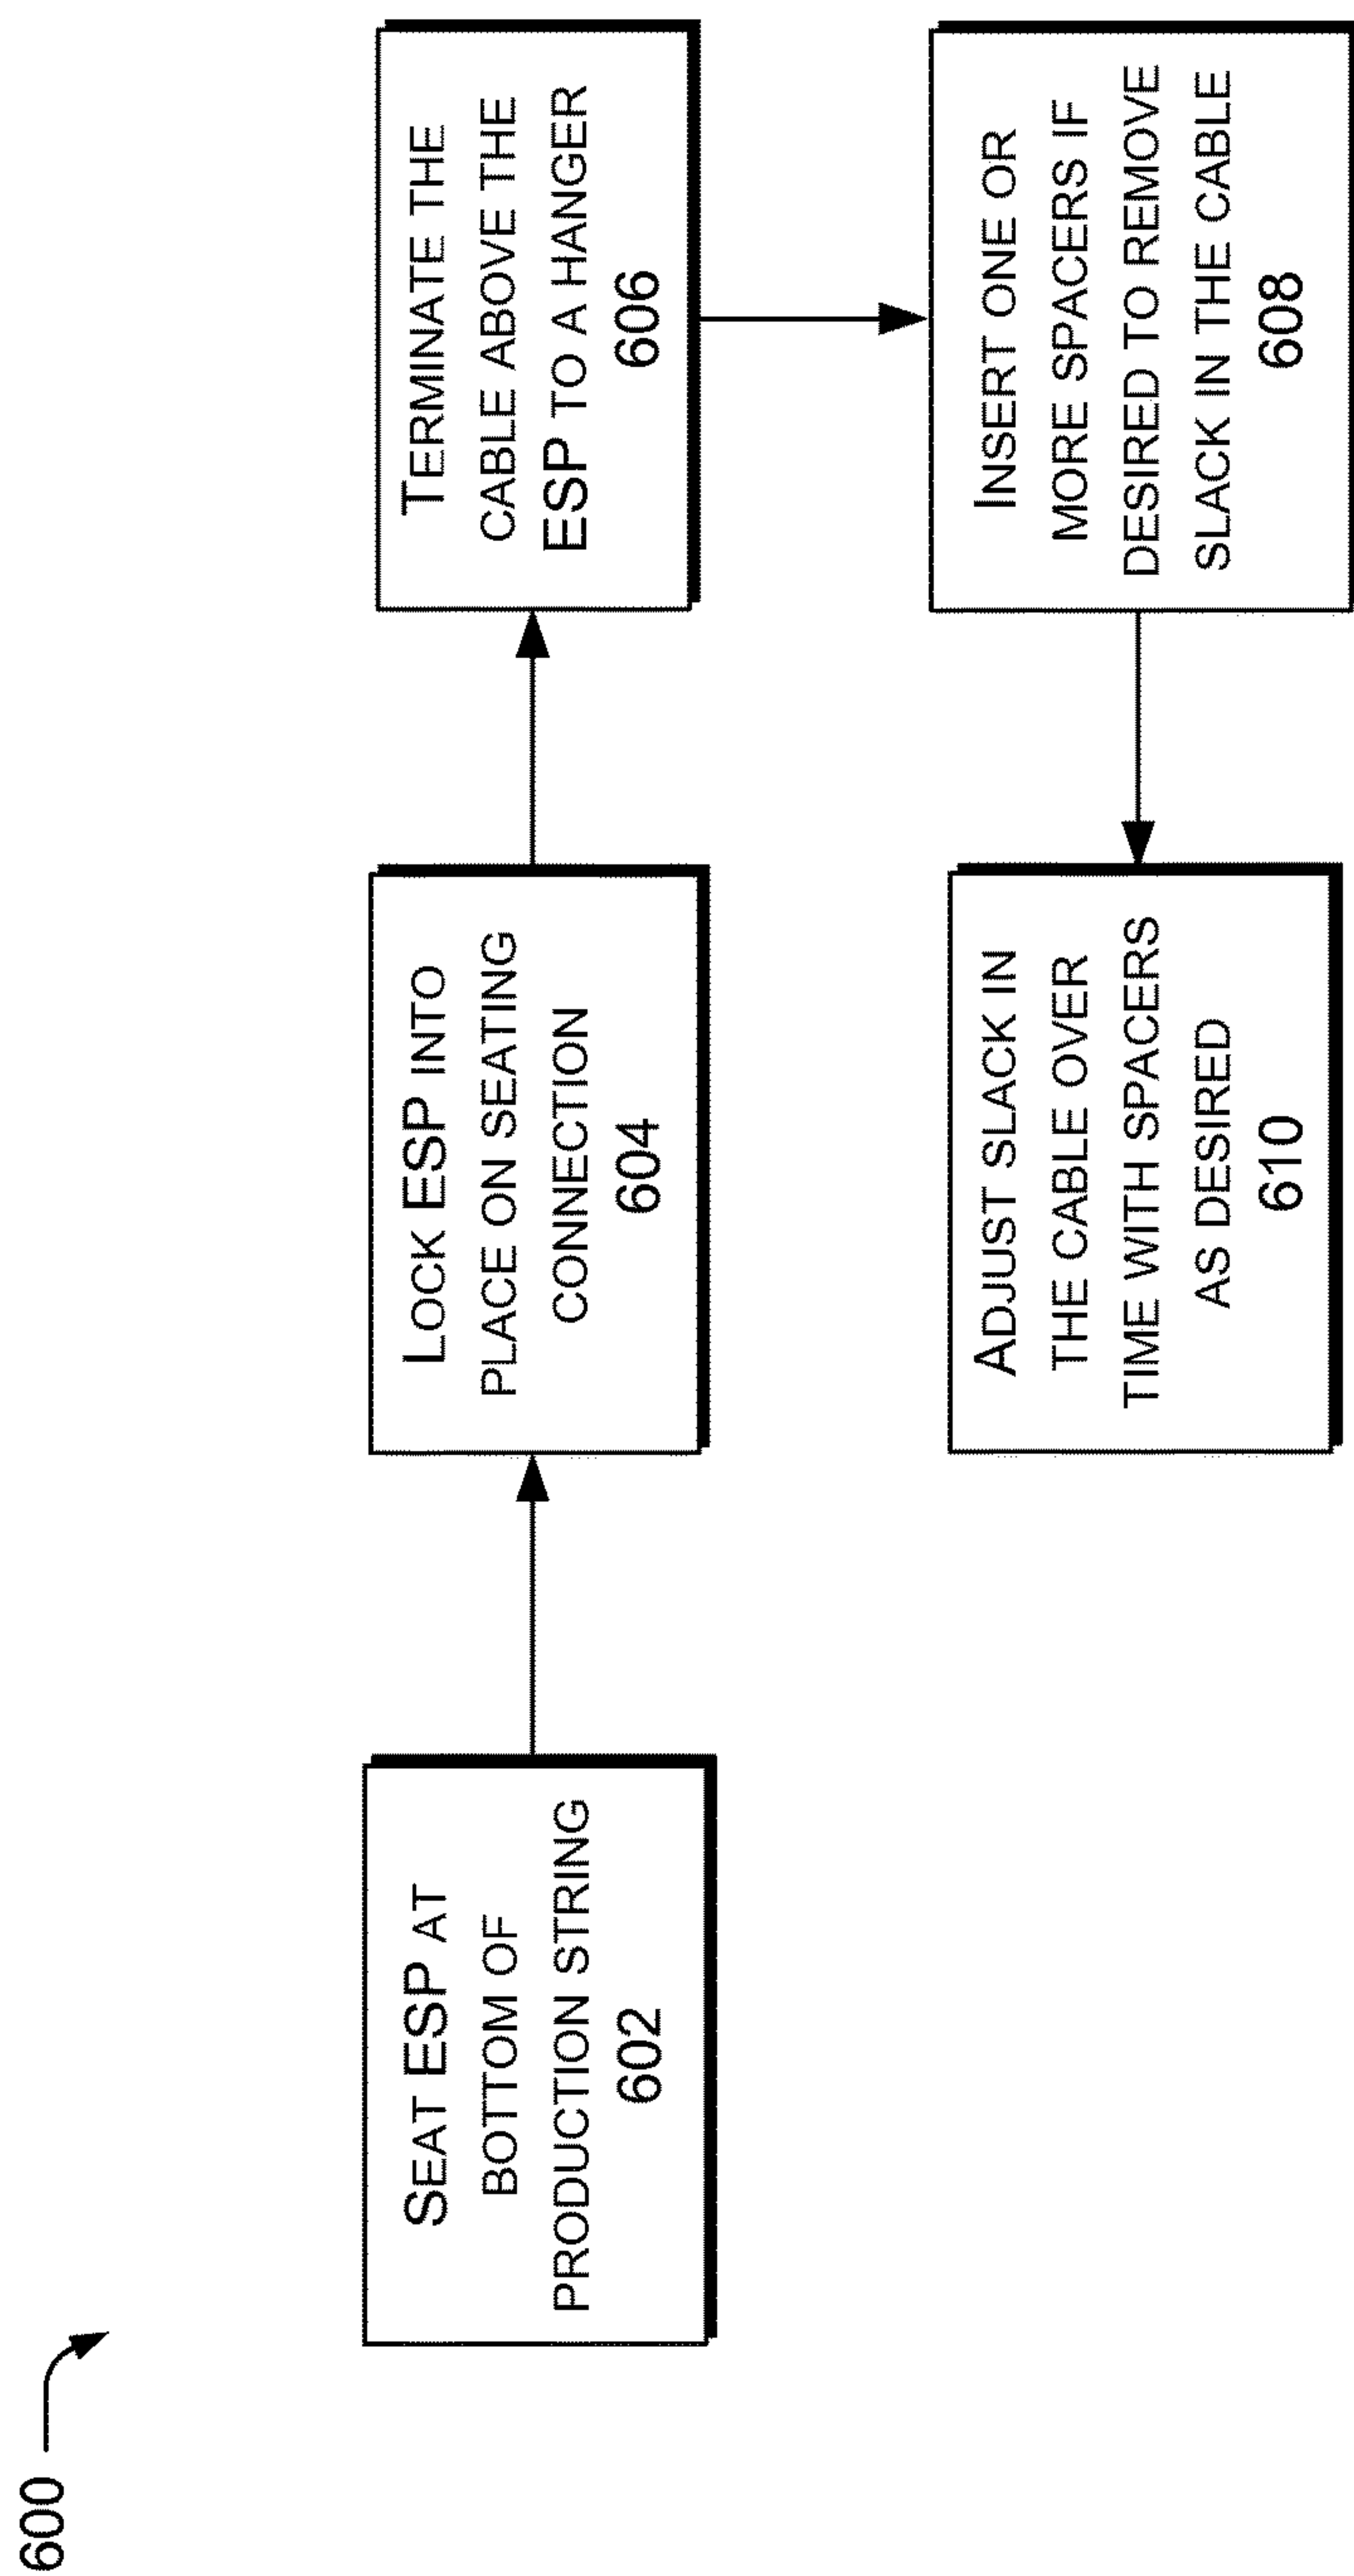 600
SEAT ESP AT
BOTTOM OF
PRODUCTION STRING
602
LOCK ESP INTO
PLACE ON SEATING
CONNECTION
604
TERMINATE THE
CABLE ABOVE THE
ESP TO A HANGER
606
INSERT ONE OR
MORE SPACERS IF
DESIRED TO REMOVE
SLACK IN THE CABLE
608
ADJUST SLACK IN
THE CABLE OVER
TIME WITH SPACERS
AS DESIRED
610